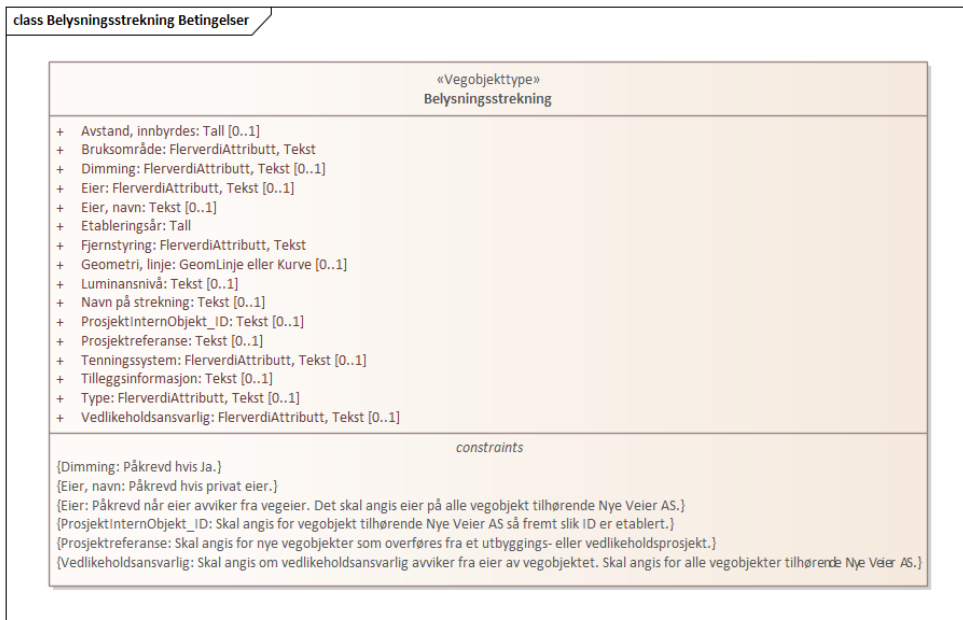 class Belysningsstrekning Betingelser
«Vegobjekttype»
Belysningsstrekning
+ Avstand, innbyrdes: Tall [0..1]
+ Bruksområde: FlerverdiAttributt, Tekst
+ Dimming: FlerverdiAttributt, Tekst [0..1]
+ Eier: FlerverdiAttributt, Tekst [0..1]
+ Eier, navn: Tekst [0..1]
+ Etableringsår: Tall
+ Fjernstyring: FlerverdiAttributt, Tekst
+ Geometri, linje: GeomLinje eller Kurve [0..1]
+ Luminansnivå: Tekst [0..1]
+ Navn på strekning: Tekst [0..1]
+ ProsjektInternObjekt_ID: Tekst [0..1]
+ Prosjektreferanse: Tekst [0..1]
+ Tenningssystem: FlerverdiAttributt, Tekst [0..1]
+ Tilleggsinformasjon: Tekst [0..1]
+ Type: FlerverdiAttributt, Tekst [0..1]
+ Vedlikeholdsansvarlig: FlerverdiAttributt, Tekst [0..1]
constraints
{Dimming: Påkrevd hvis Ja.}
{Eier, navn: Påkrevd hvis privat eier.}
{Eier: Påkrevd når eier avviker fra vegeier. Det skal angis eier på alle vegobjekt tilhørende Nye Veier AS.}
{ProsjektInternObjekt_ID: Skal angis for vegobjekt tilhørende Nye Veier AS så fremt slik ID er etablert.}
{Prosjektreferanse: Skal angis for nye vegobjekter som overføres fra et utbyggings- eller vedlikeholdsprosjekt.}
{Vedlikeholdsansvarlig: Skal angis om vedlikeholdsansvarlig avviker fra eier av vegobjektet. Skal angis for alle vegobjekter tilhørende Nye Veier AS.}